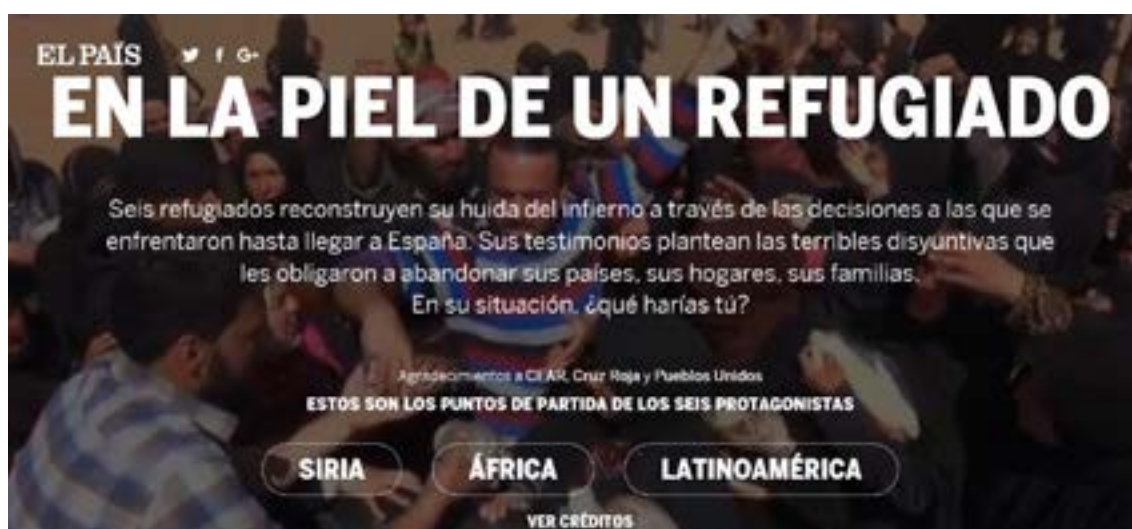 EL PAÍS
EN LA PIEL DE UN REFUGIADO
Seis refugiados reconstruyen su huida del infierno a través de las decisiones a las que se
enfrentaron hasta llegar a España. Sus testimonios plantean las terribles disyuntivas que
les obligaron a abandonar sus países, sus hogares, sus familias.
En su situación, ¿qué harías tú?
Agradecimientos a CEAR, Cruz Roja y Pueblos Unidos
ESTOS SON LOS PUNTOS DE PARTIDA DE LOS SEIS PROTAGONISTAS
SIRIA ÁFRICA LATINOAMÉRICA
VER CRÉDITOS